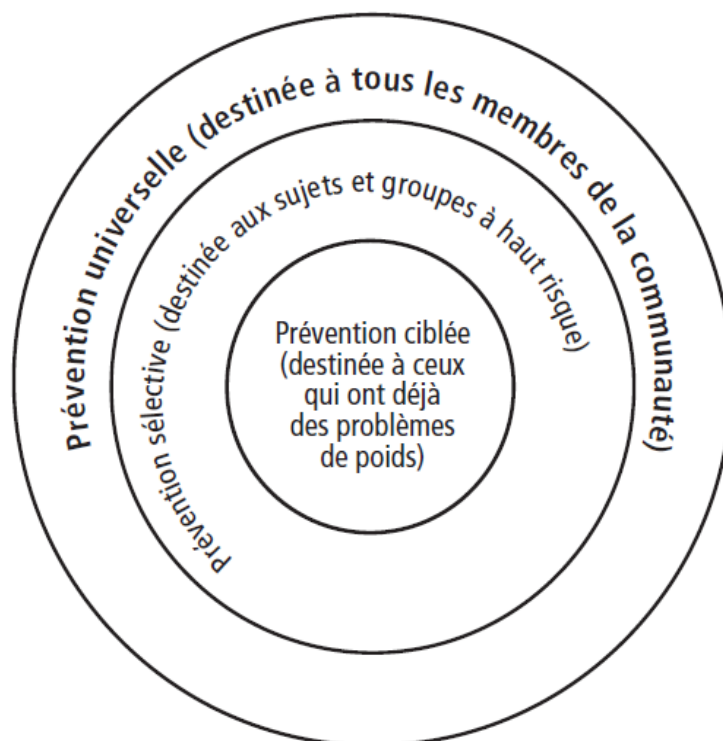 Prévention universelle (destinée à tous les membres de la communauté)
Prévention sélective (destinée aux sujets et groupes à haut risque)
Prévention ciblée
(destinée à ceux
qui ont déjà
des problèmes
de poids)